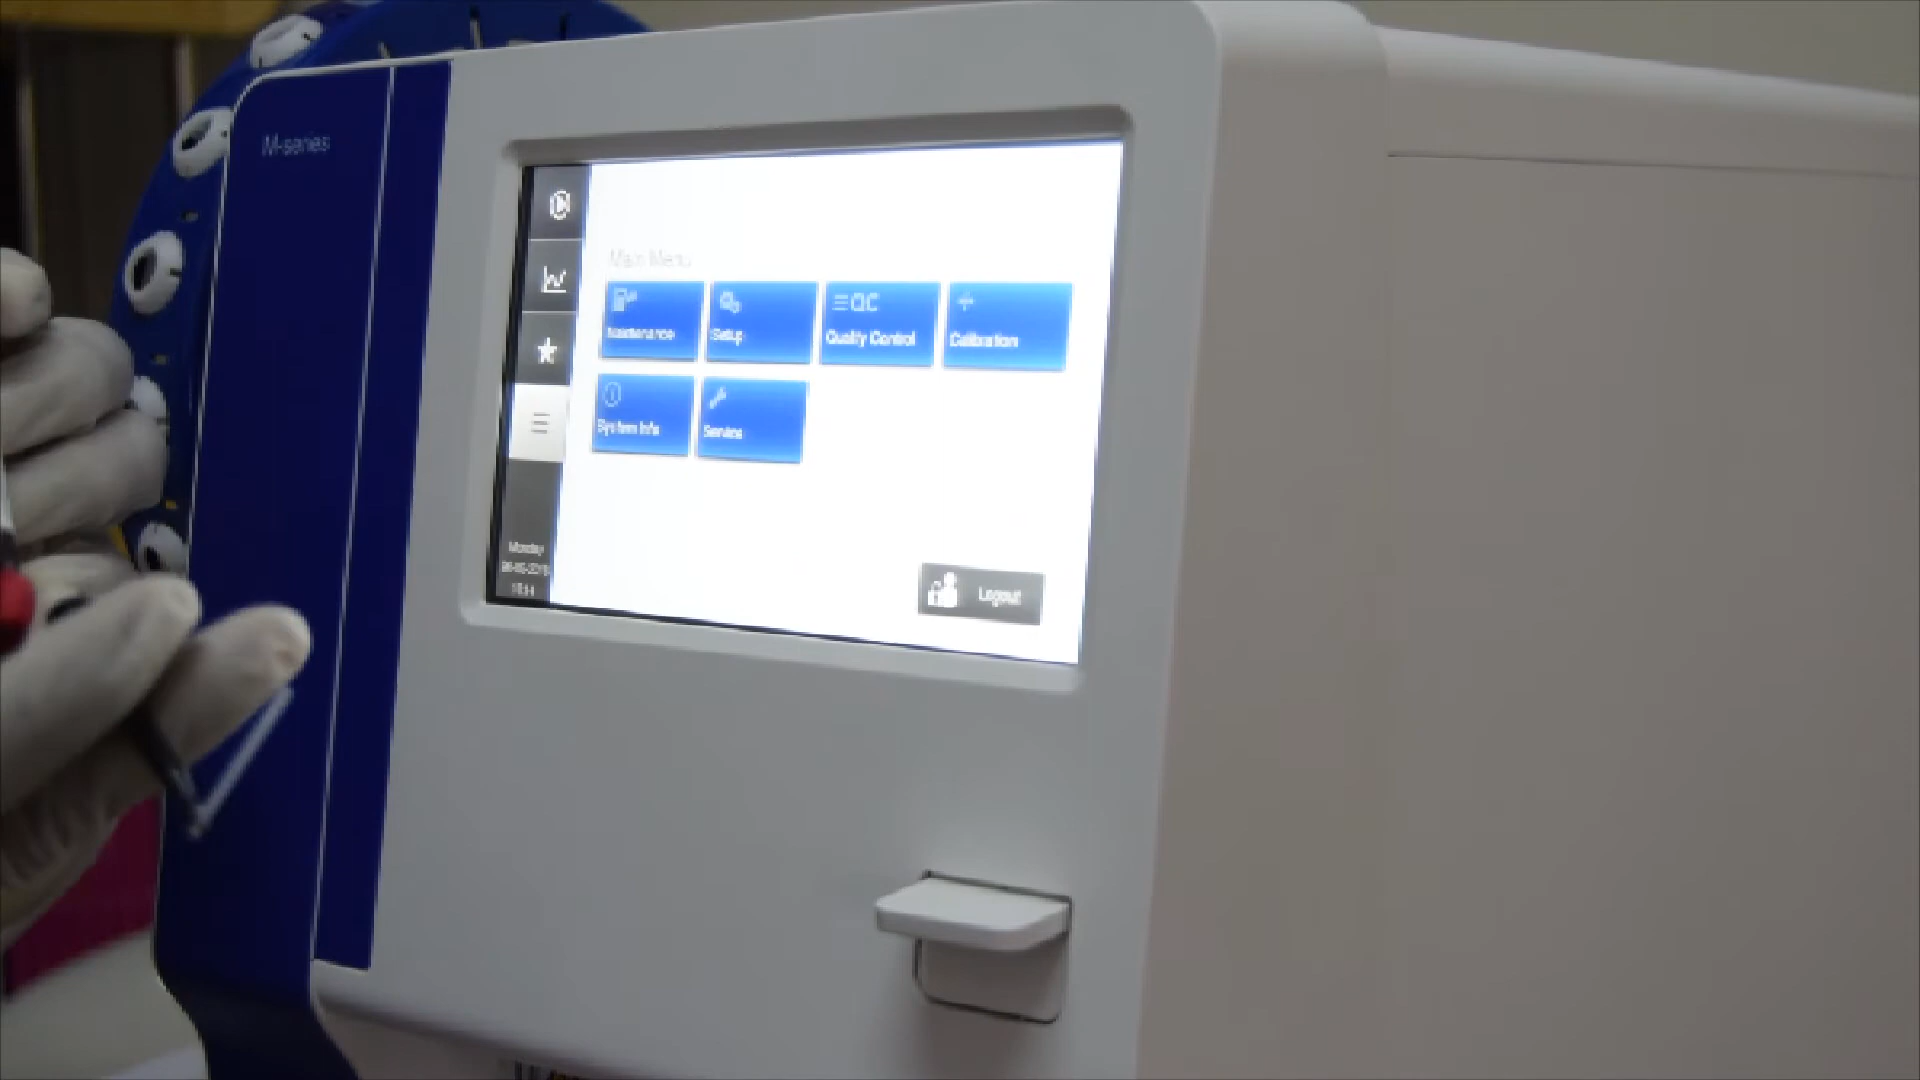 M-series
Main Menu
Maintenance
Setup
QC
Quality Control
Calibration
System Info
Service
Monday
Logout